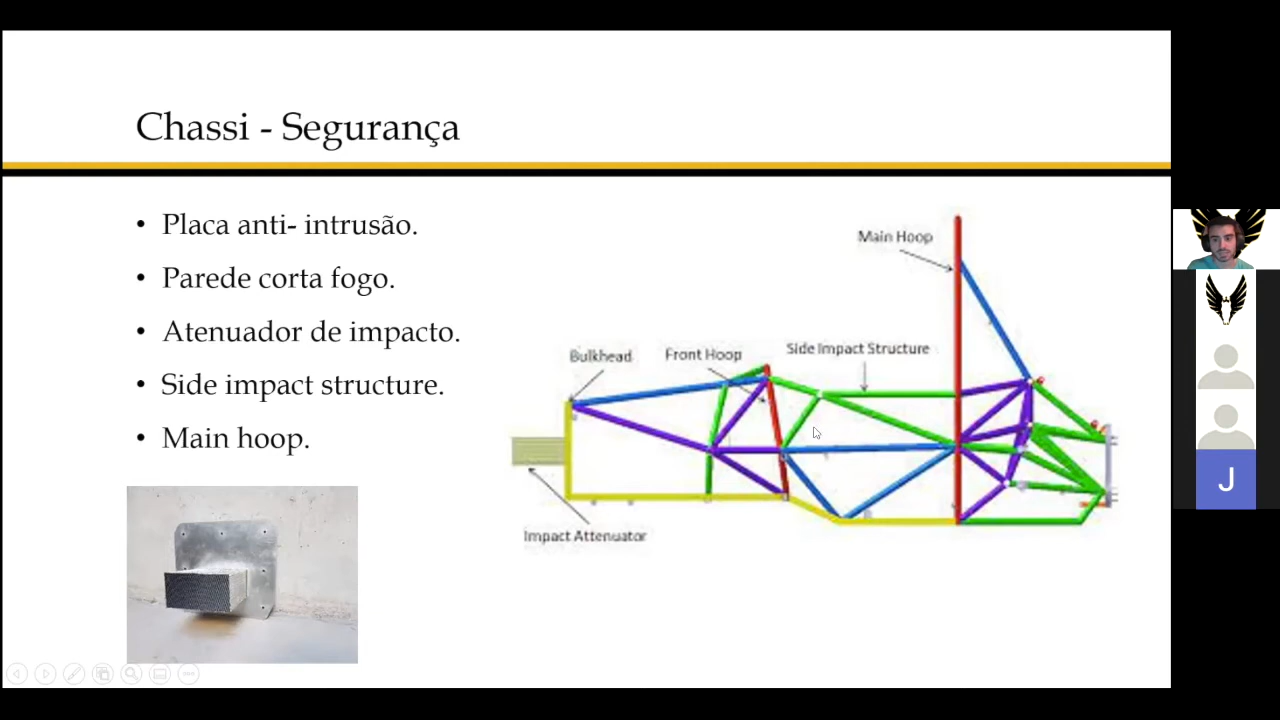 Chassi - Segurança
• Placa anti- intrusão.
• Parede corta fogo.
• Atenuador de impacto.
• Side impact structure.
• Main hoop.
Main Hoop
Side Impact Structure
Bulkhead
Front Hoop
Impact Attenuator
J